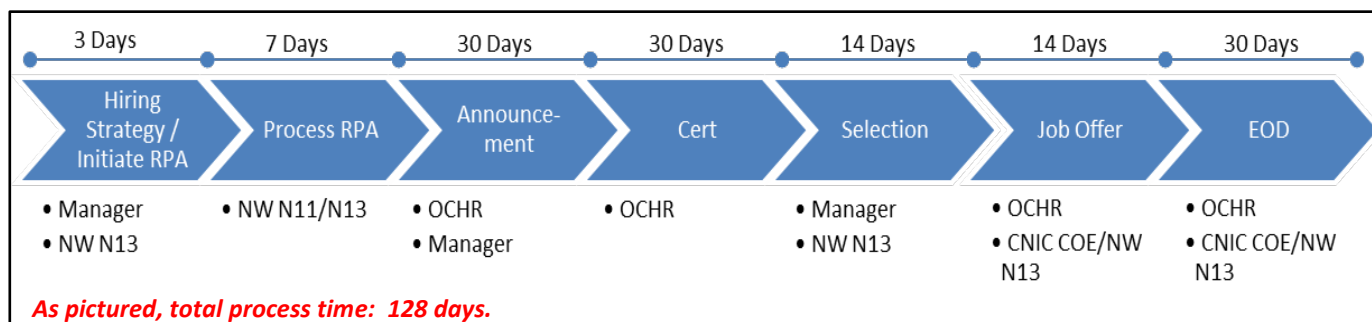 3 Days 7 Days 30 Days 30 Days 14 Days 14 Days 30 Days
Hiring
Strategy /
Initiate RPA
Process RPA
Announce-
ment
Cert
Selection
Job Offer
EOD
• Manager
• NW N13
• NW N11/N13
• OCHR
• Manager
• OCHR
• Manager
• NW N13
• OCHR
• CNIC COE/NW
N13
• OCHR
• CNIC COE/NW
N13
As pictured, total process time: 128 days.